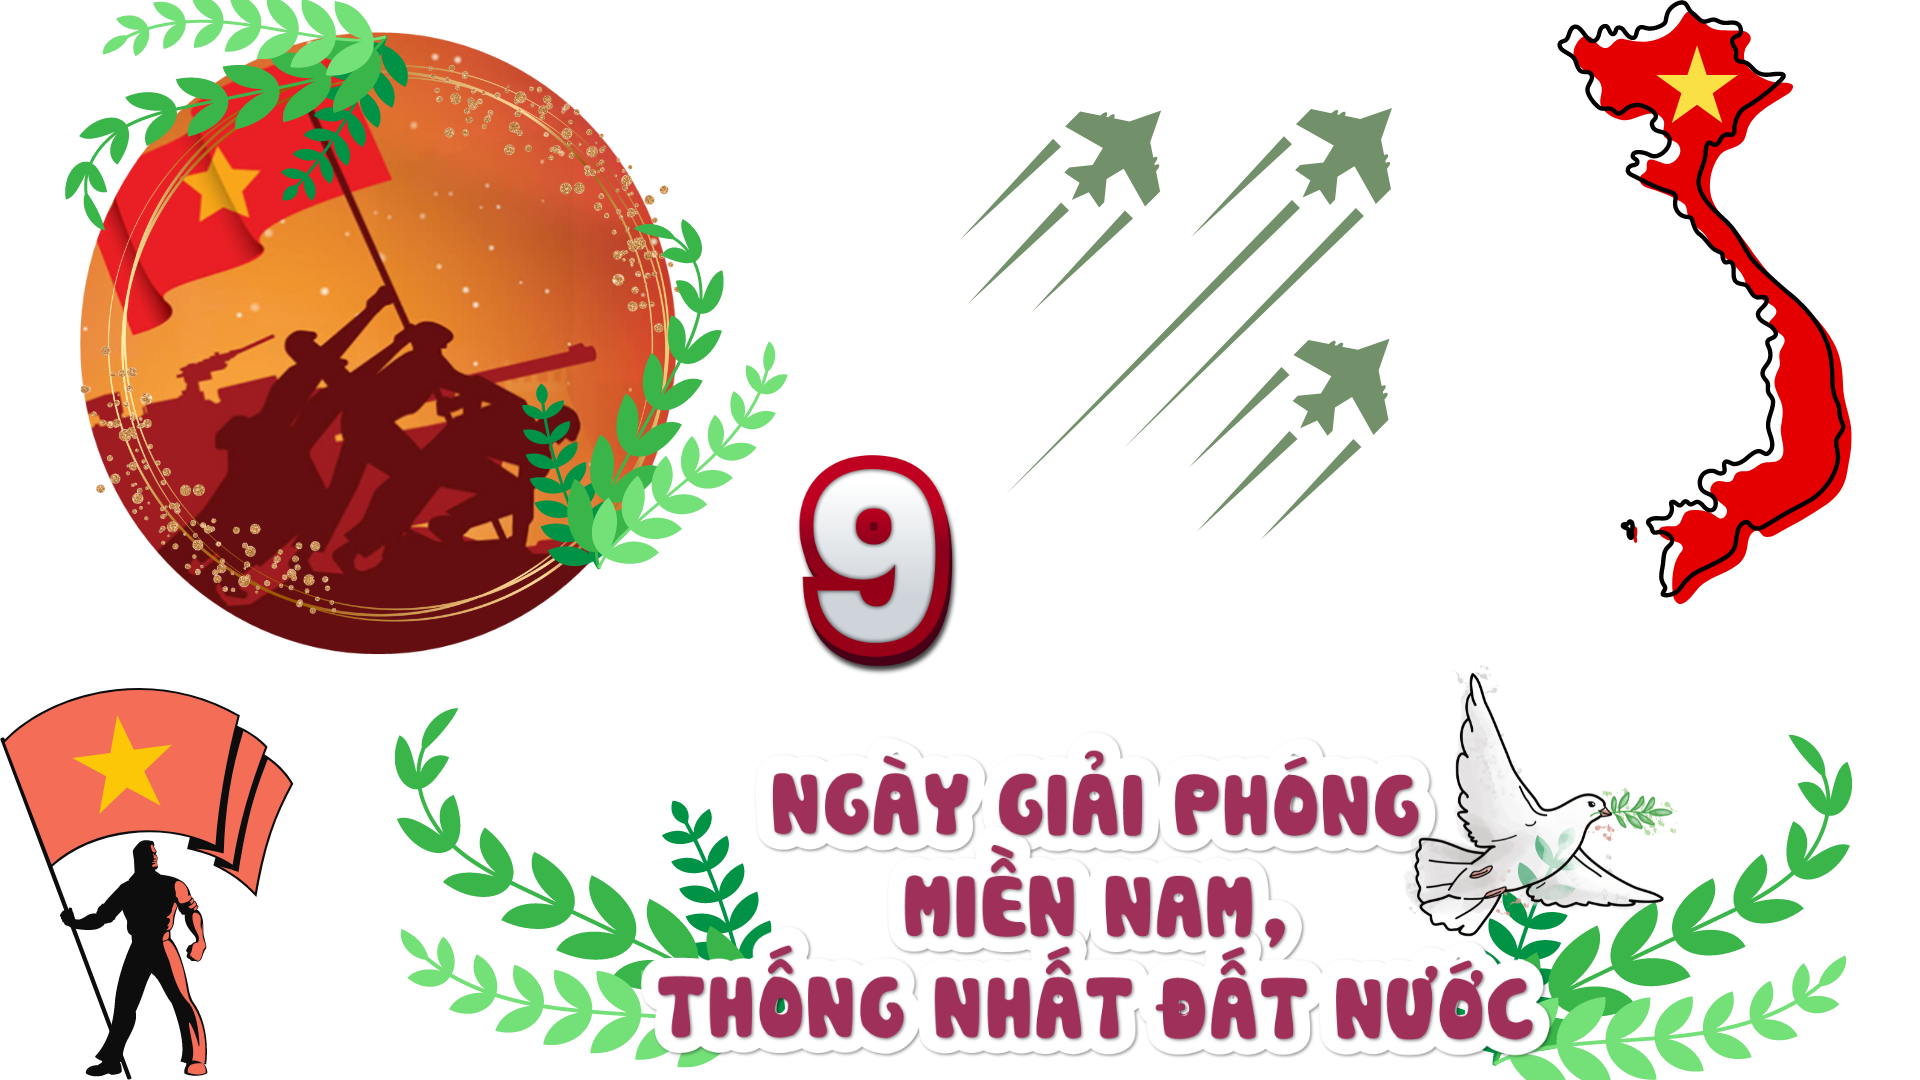 9
NGÀY GIẢI PHÓNG
MIỀN NAM,
THỐNG NHẤT ĐẤT NƯỚC